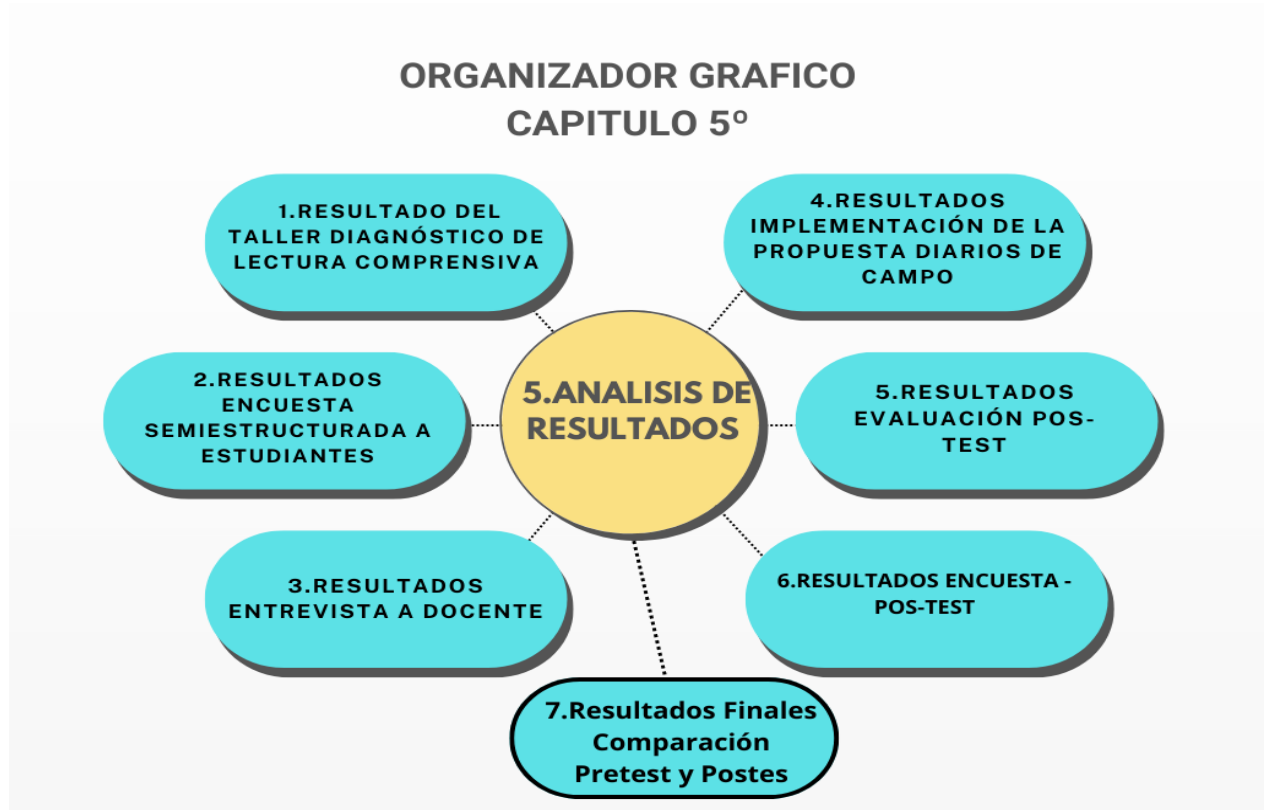 ORGANIZADOR GRAFICO
CAPITULO 5º
1.RESULTADO DEL
TALLER DIAGNÓSTICO DE
LECTURA COMPRENSIVA
4.RESULTADOS
IMPLEMENTACIÓN DE LA
PROPUESTA DIARIOS DE
CAMPO
5.ANALISIS DE
RESULTADOS
2.RESULTADOS
ENCUESTA
SEMIESTRUCTURADA A
ESTUDIANTES
5.RESULTADOS
EVALUACIÓN POS-
TEST
3.RESULTADOS
ENTREVISTA A DOCENTE
6.RESULTADOS ENCUESTA -
POS-TEST
7.Resultados Finales
Comparación
Pretest y Postes